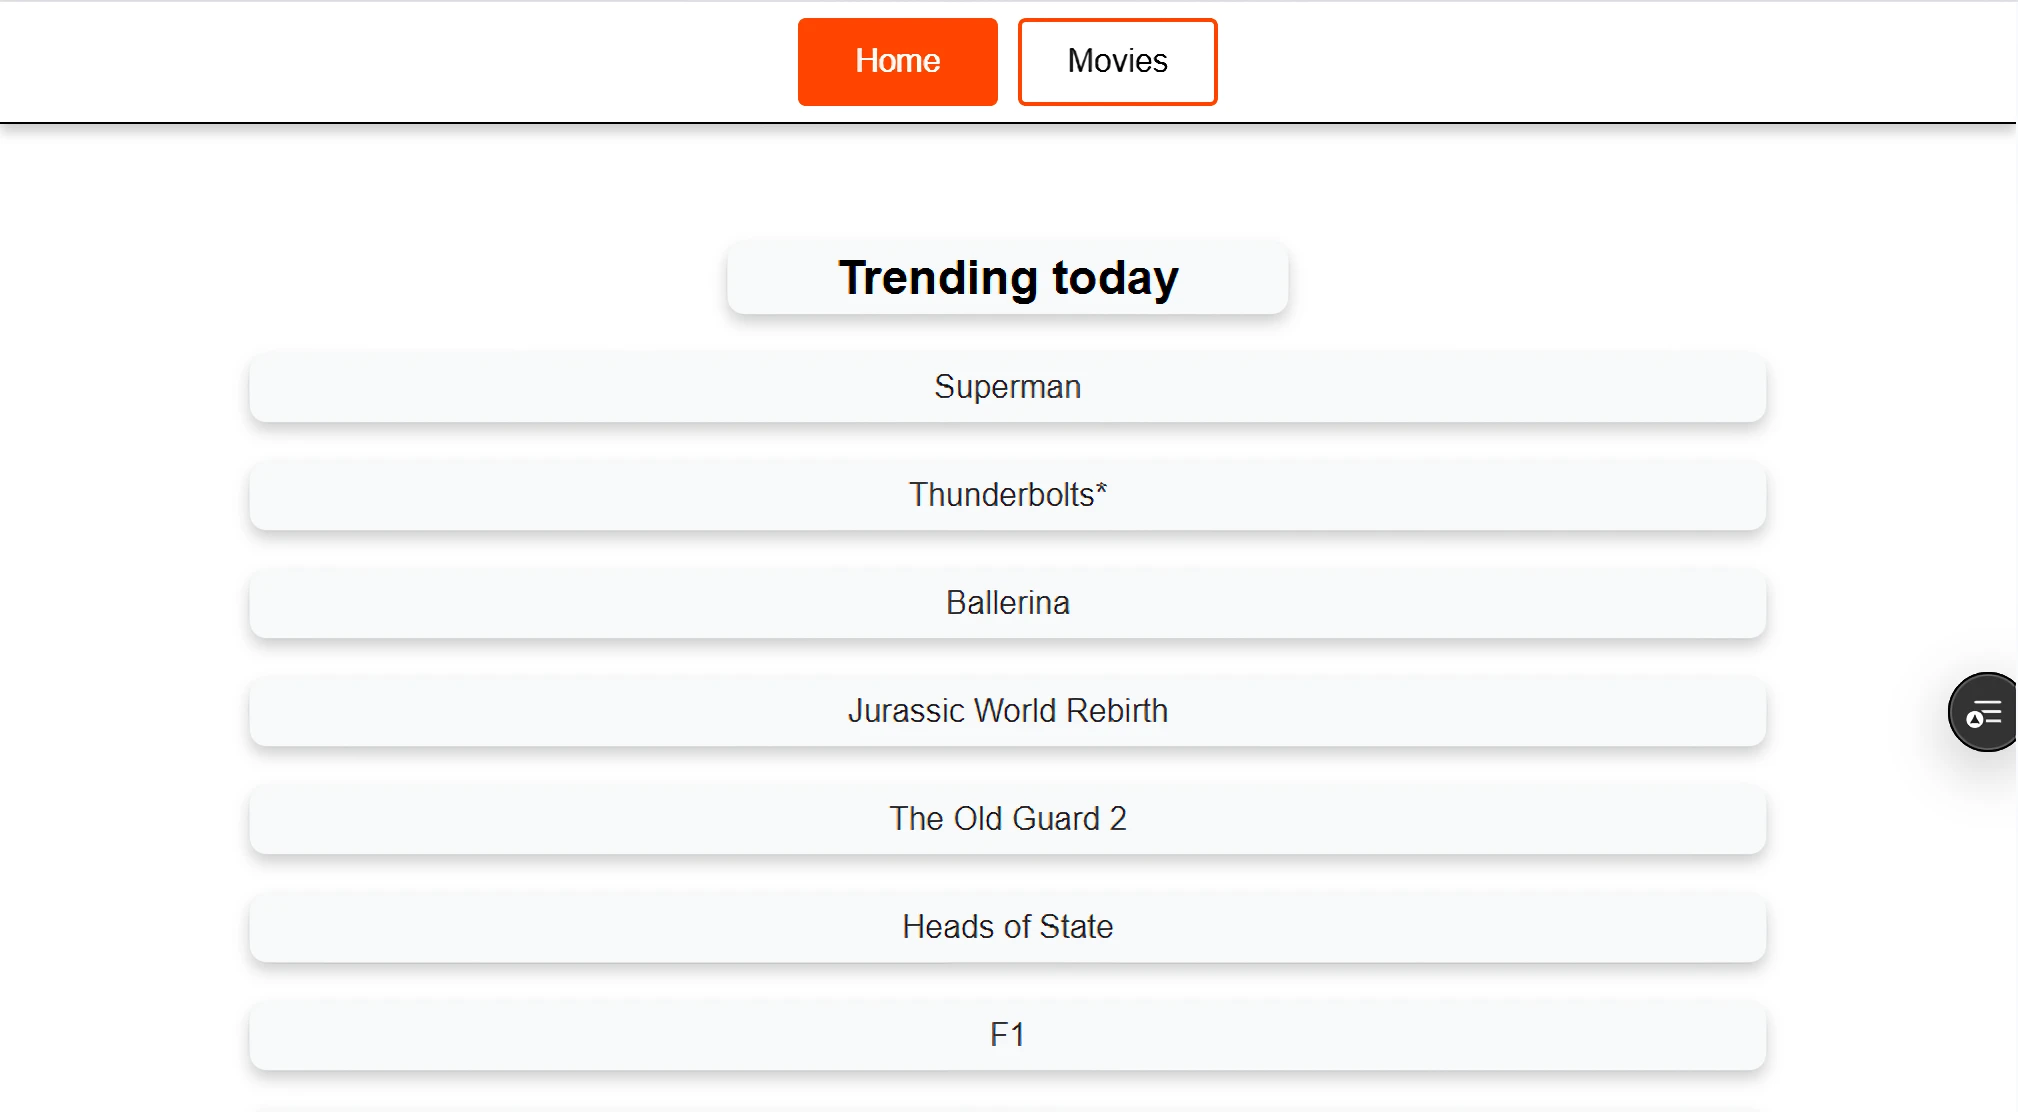 Home Movies
Trending today
Superman
Thunderbolts*
Ballerina
Jurassic World Rebirth
The Old Guard 2
Heads of State
F1